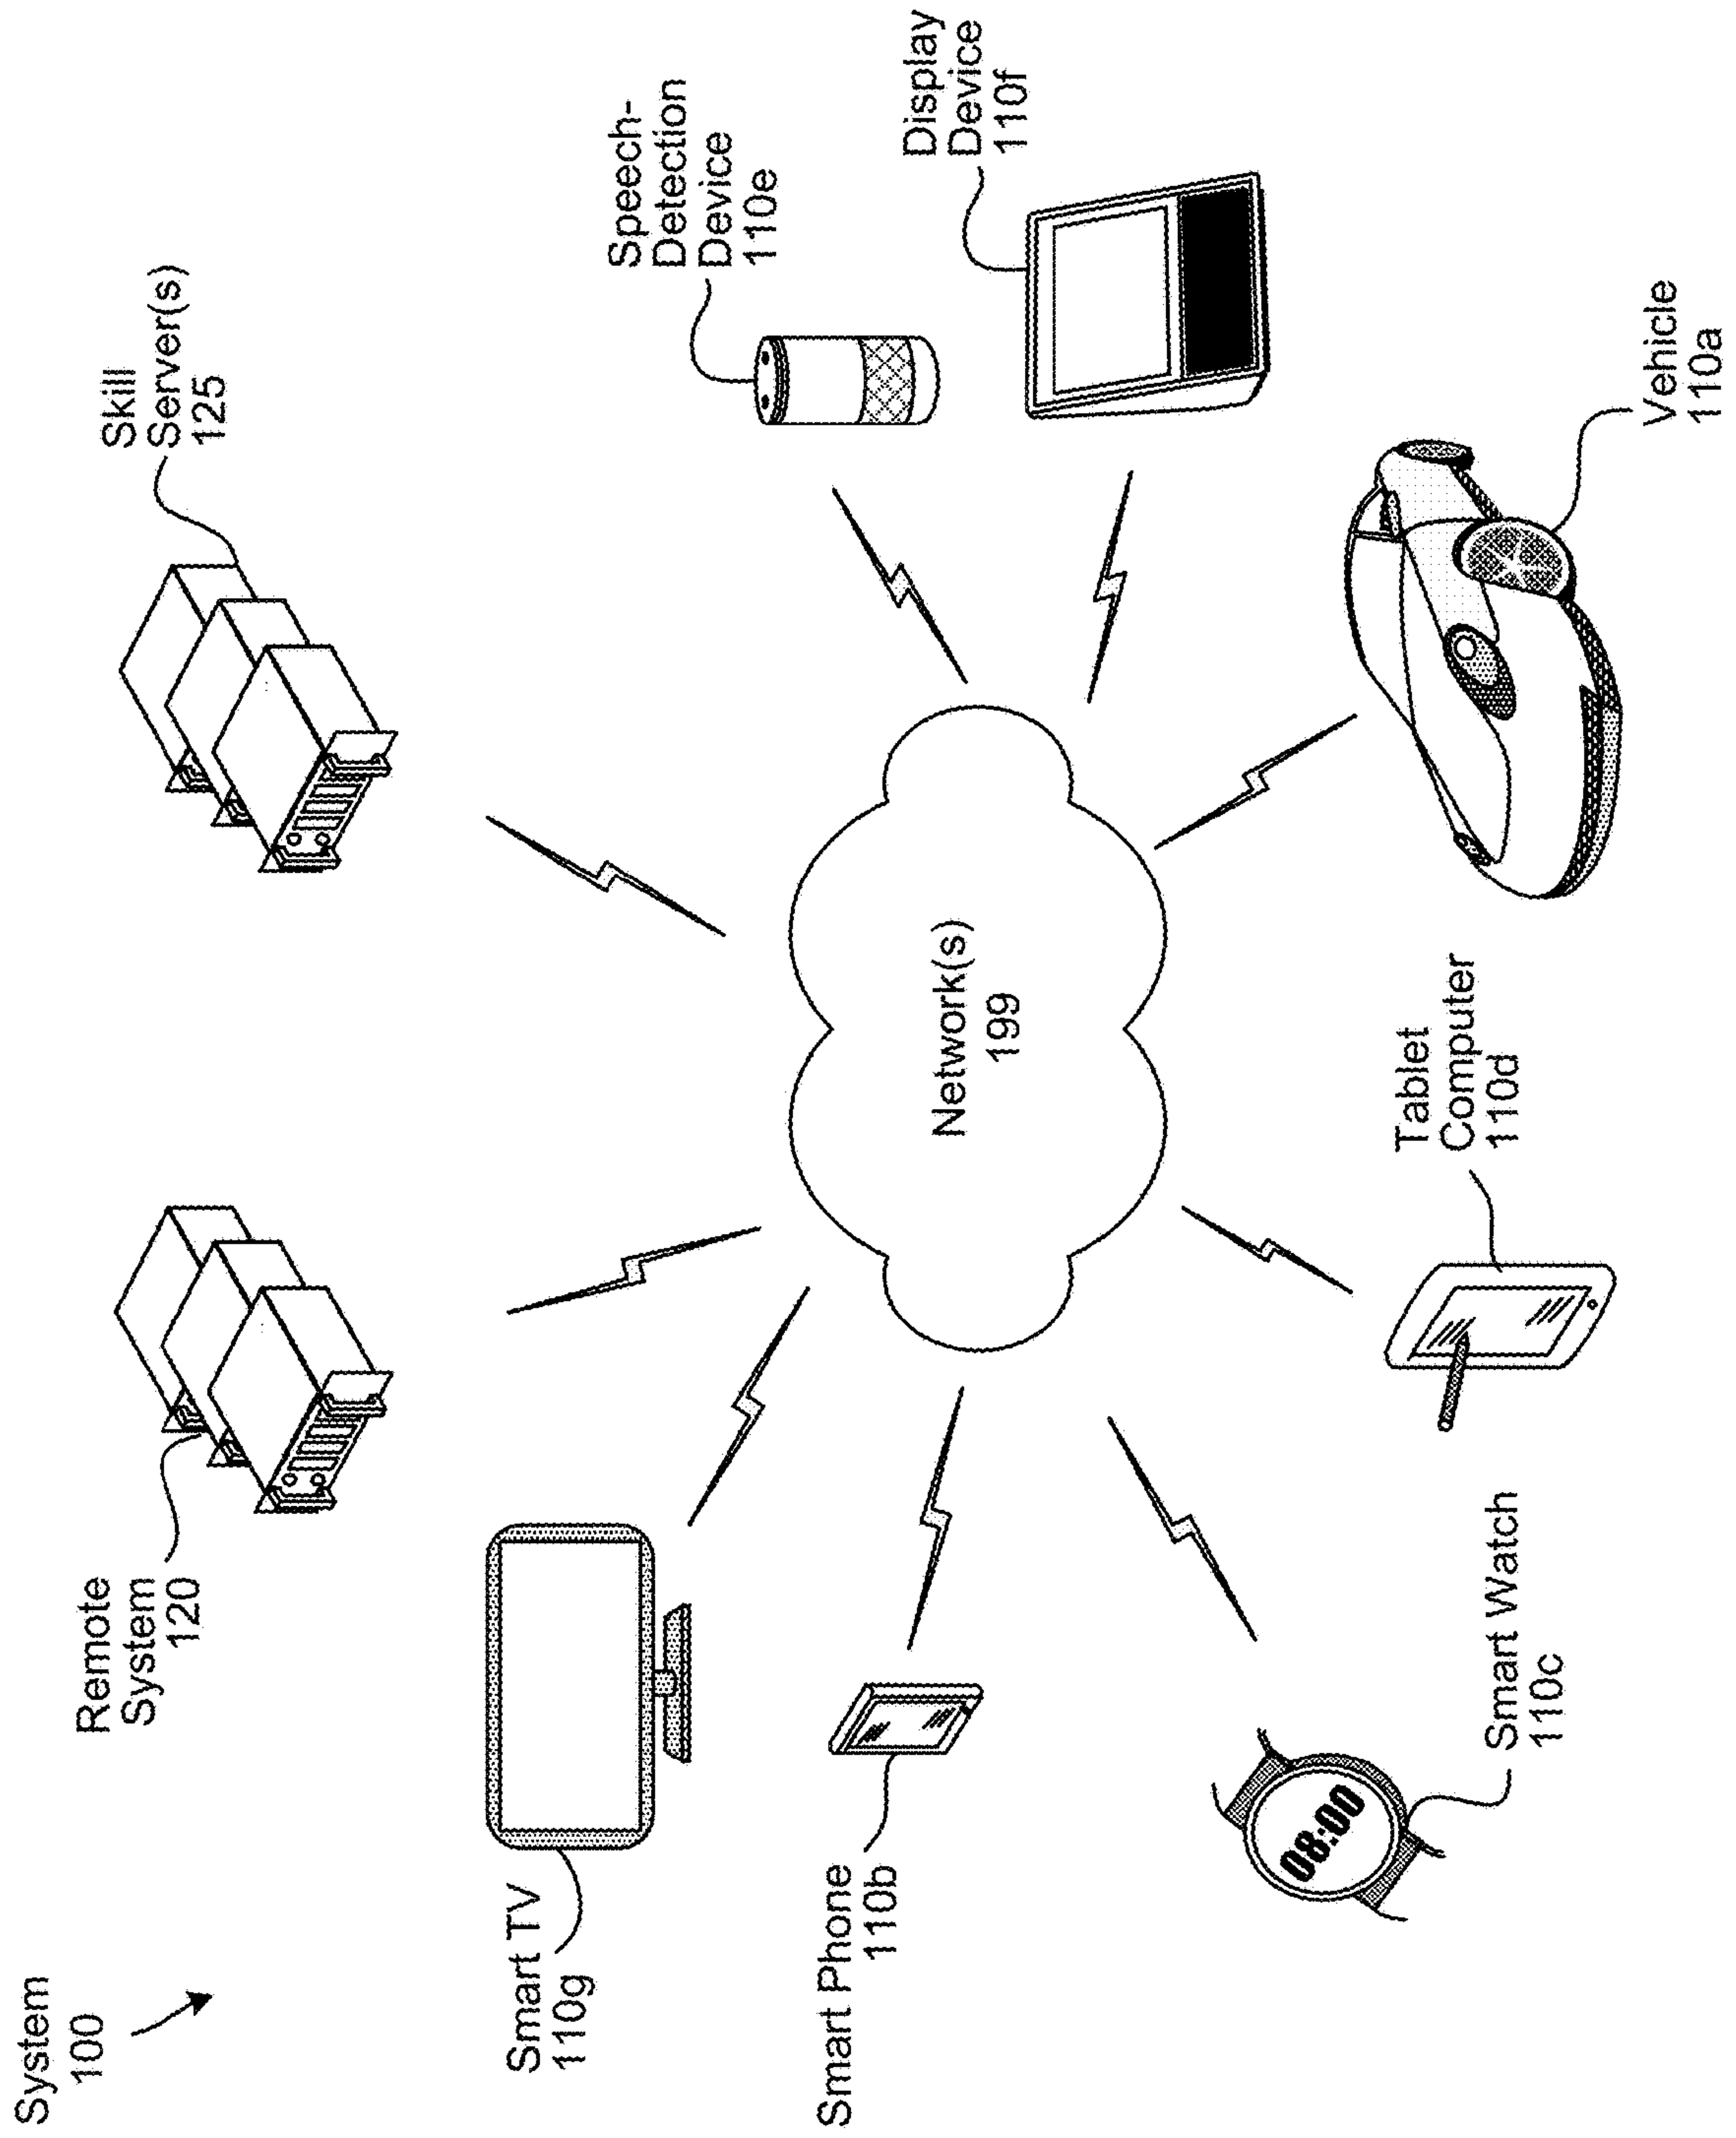 System
100
Remote
System
120
Skill
Server(s)
125
Smart TV
110g
Speech-
Detection
Device
110e
Smart Phone
110b
Network(s)
199
Display
Device
110f
08:00
Smart Watch
110c
Tablet
Computer
110d
Vehicle
110a